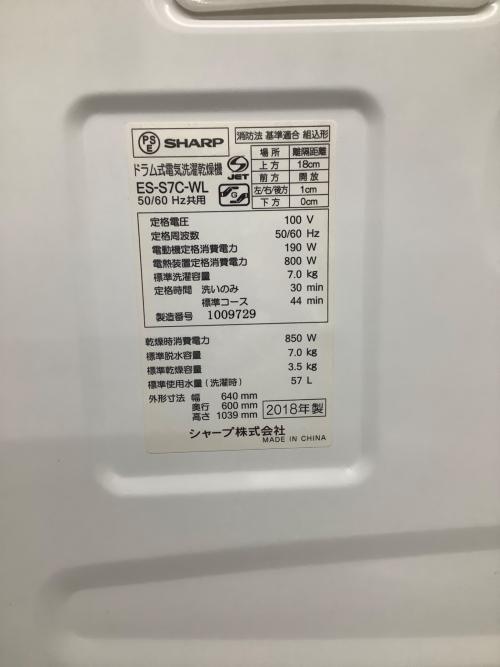 PS E SHARP 消防法 基準適合 組込形
ドラム式電気洗濯乾燥機 S JET 場所 離隔距離
ES-S7C-WL 上方 18cm
50/60 Hz共用 G 前方 開放
左/右/後方 1cm
下方 0cm
定格電圧 100 V
定格周波数 50/60 Hz
電動機定格消費電力 190 W
電熱装置定格消費電力 800 W
標準洗濯容量 7.0 kg
定格時間 洗いのみ 30 min
標準コース 44 min
製造番号 1009729
乾燥時消費電力 850 W
標準脱水容量 7.0 kg
標準乾燥容量 3.5 kg
標準使用水量(洗濯時) 57 L
外形寸法 幅 640 mm
奥行 600 mm
高さ 1039 mm 2018年製
シャープ株式会社
MADE IN CHINA